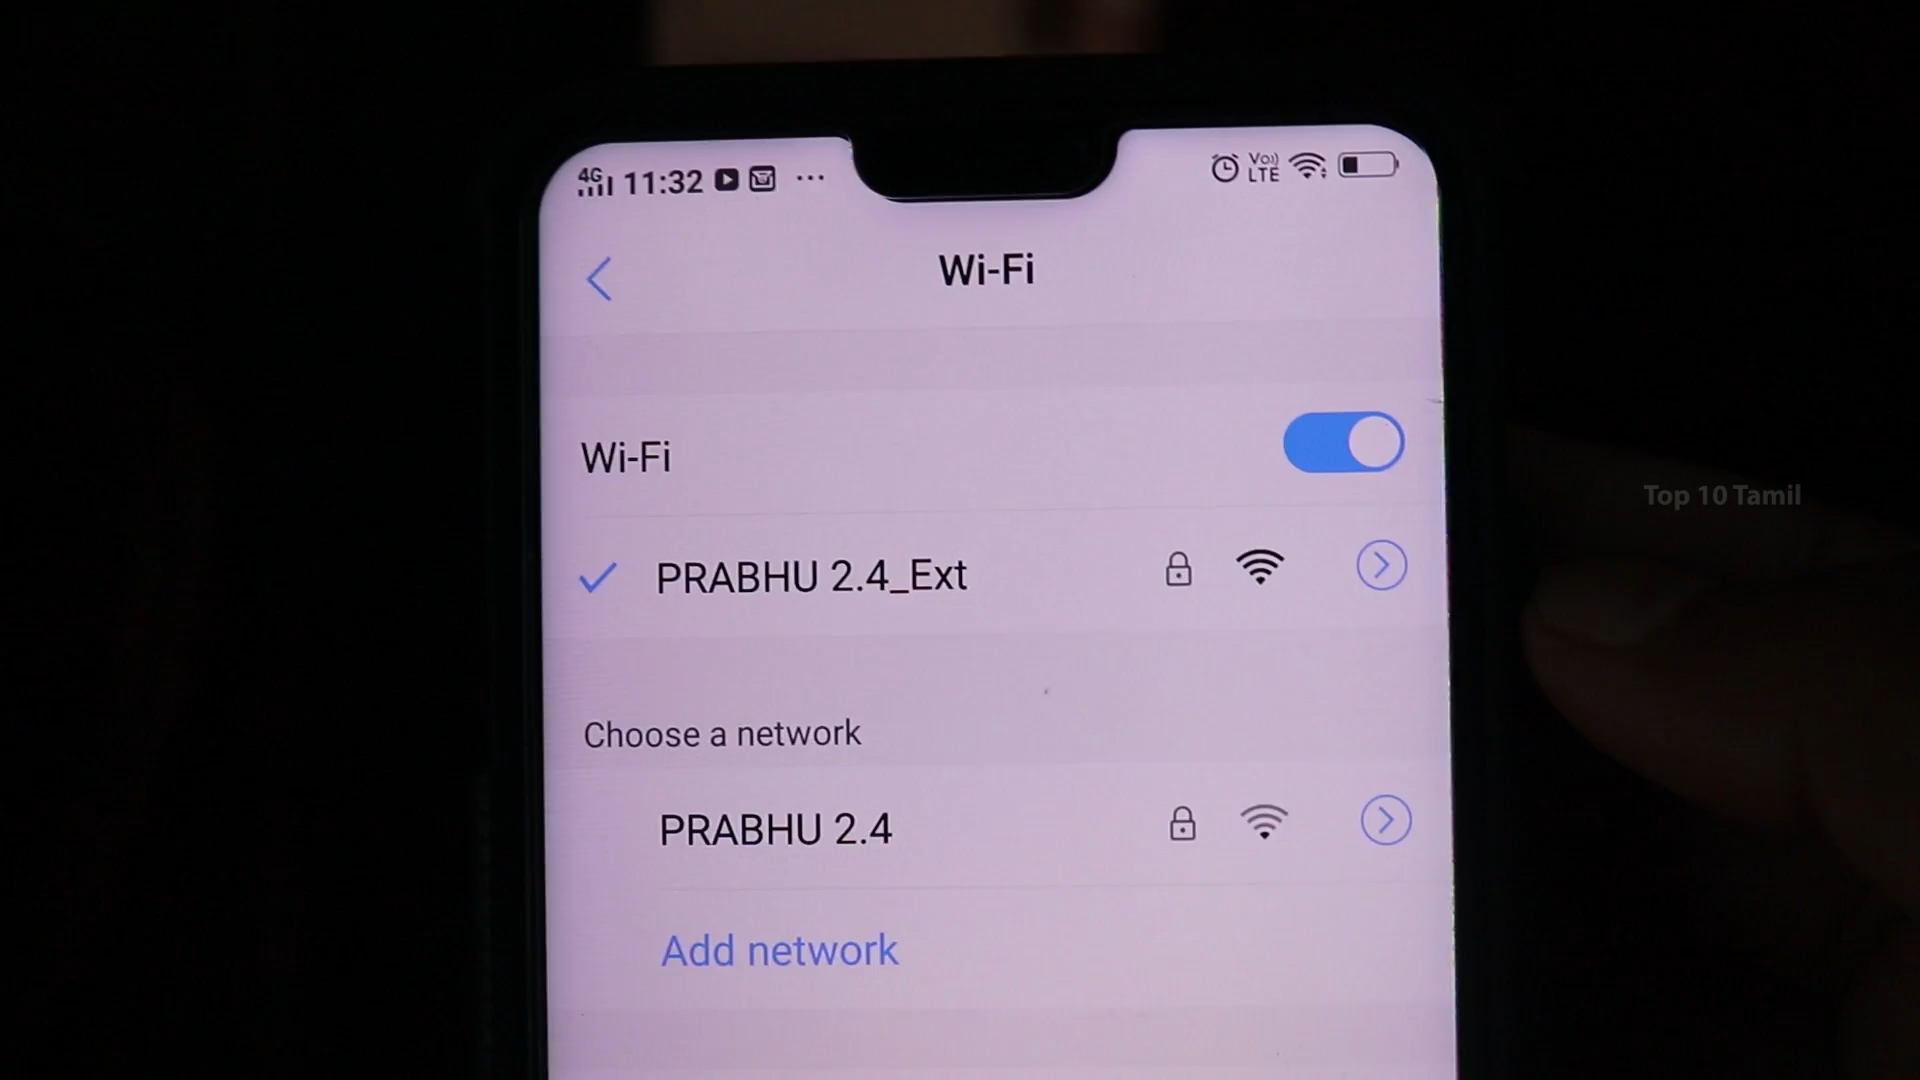 4G 11:32 ... Vo)) LTE
Wi-Fi
Wi-Fi
Top 10 Tamil
PRABHU 2.4_Ext
Choose a network
PRABHU 2.4
Add network